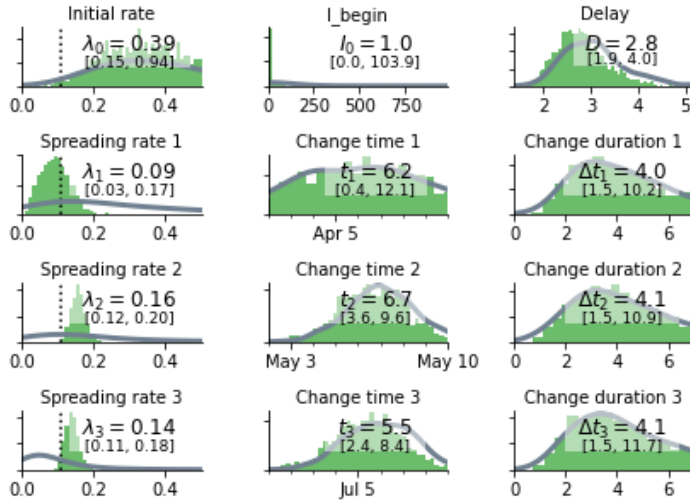 Initial rate
I_begin
Delay
λ₀ = 0.39
[0.15, 0.94]
I₀ = 1.0
[0.0, 103.9]
D = 2.8
[1.9, 4.0]
0.0 0.2 0.4
0 250 500 750
2 3 4 5
Spreading rate 1
Change time 1
Change duration 1
λ₁ = 0.09
[0.03, 0.17]
t₁ = 6.2
[0.4, 12.1]
Δt₁ = 4.0
[1.5, 10.2]
0.0 0.2 0.4
Apr 5
0 2 4 6
Spreading rate 2
Change time 2
Change duration 2
λ₂ = 0.16
[0.12, 0.20]
t₂ = 6.7
[3.6, 9.6]
Δt₂ = 4.1
[1.5, 10.9]
0.0 0.2 0.4
May 3 May 10
0 2 4 6
Spreading rate 3
Change time 3
Change duration 3
λ₃ = 0.14
[0.11, 0.18]
t₃ = 5.5
[2.4, 8.4]
Δt₃ = 4.1
[1.5, 11.7]
0.0 0.2 0.4
Jul 5
0 2 4 6